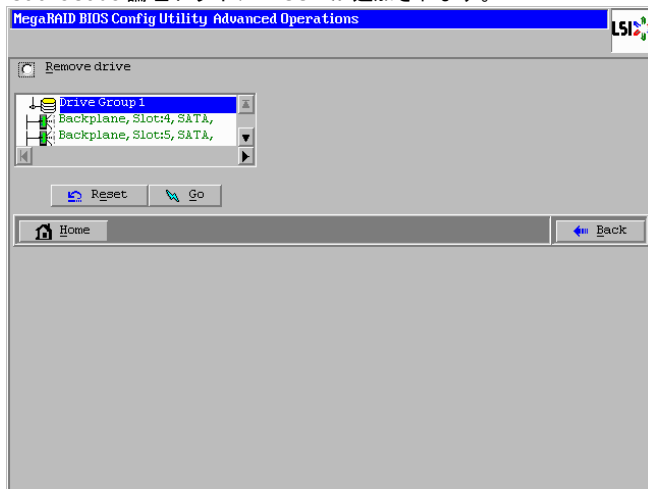 MegaRAID BIOS Config Utility Advanced Operations
LSI
Remove drive
Drive Group 1
Backplane, Slot:4, SATA,
Backplane, Slot:5, SATA,
Reset
Go
Home
Back